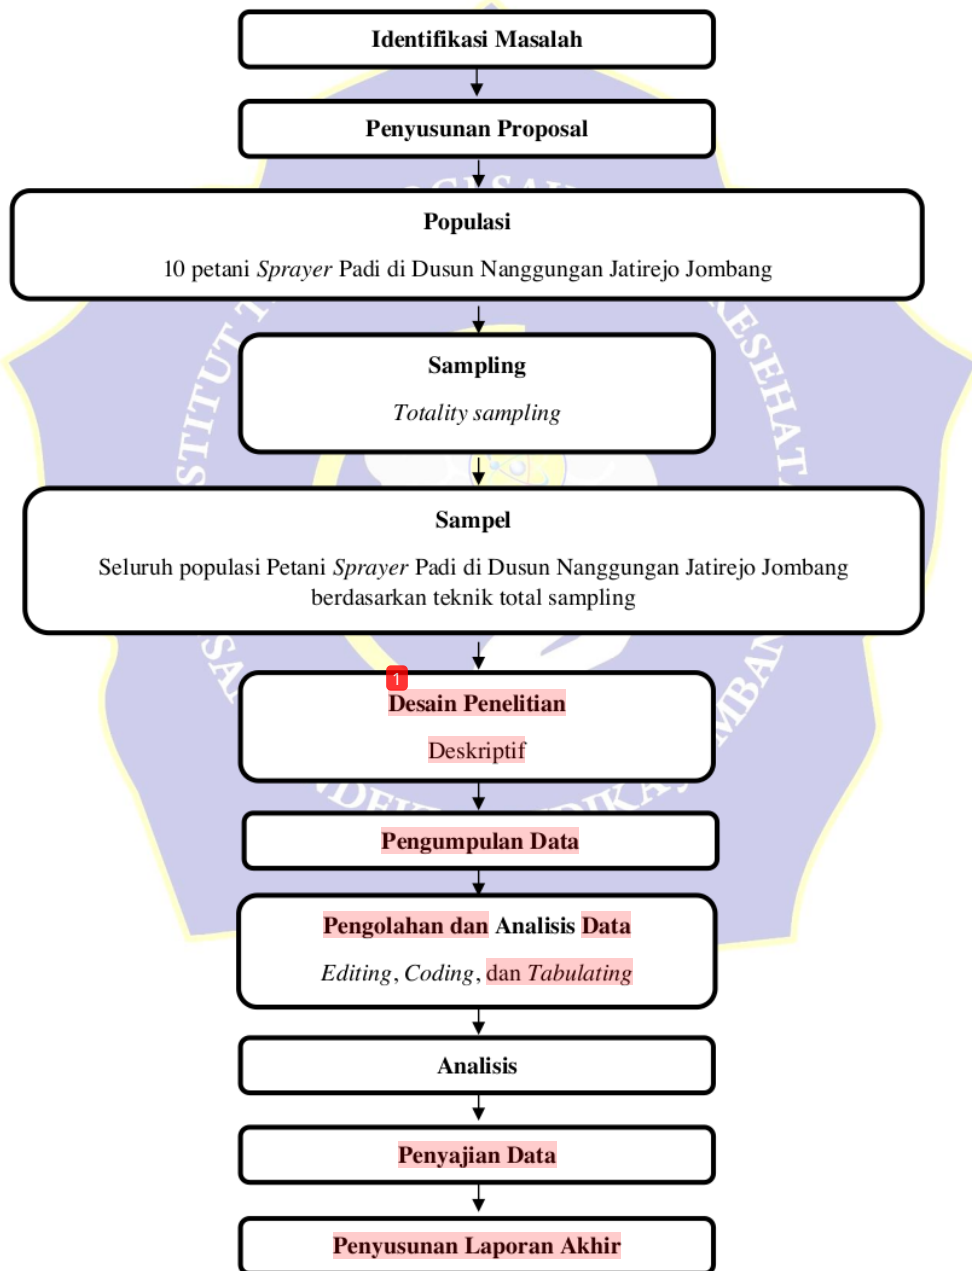 Identifikasi Masalah
Penyusunan Proposal
Populasi
10 petani Sprayer Padi di Dusun Nanggungan Jatirejo Jombang
Sampling
Totality sampling
Sampel
Seluruh populasi Petani Sprayer Padi di Dusun Nanggungan Jatirejo Jombang
berdasarkan teknik total sampling
1
Desain Penelitian
Deskriptif
Pengumpulan Data
Pengolahan dan Analisis Data
Editing, Coding, dan Tabulating
Analisis
Penyajian Data
Penyusunan Laporan Akhir